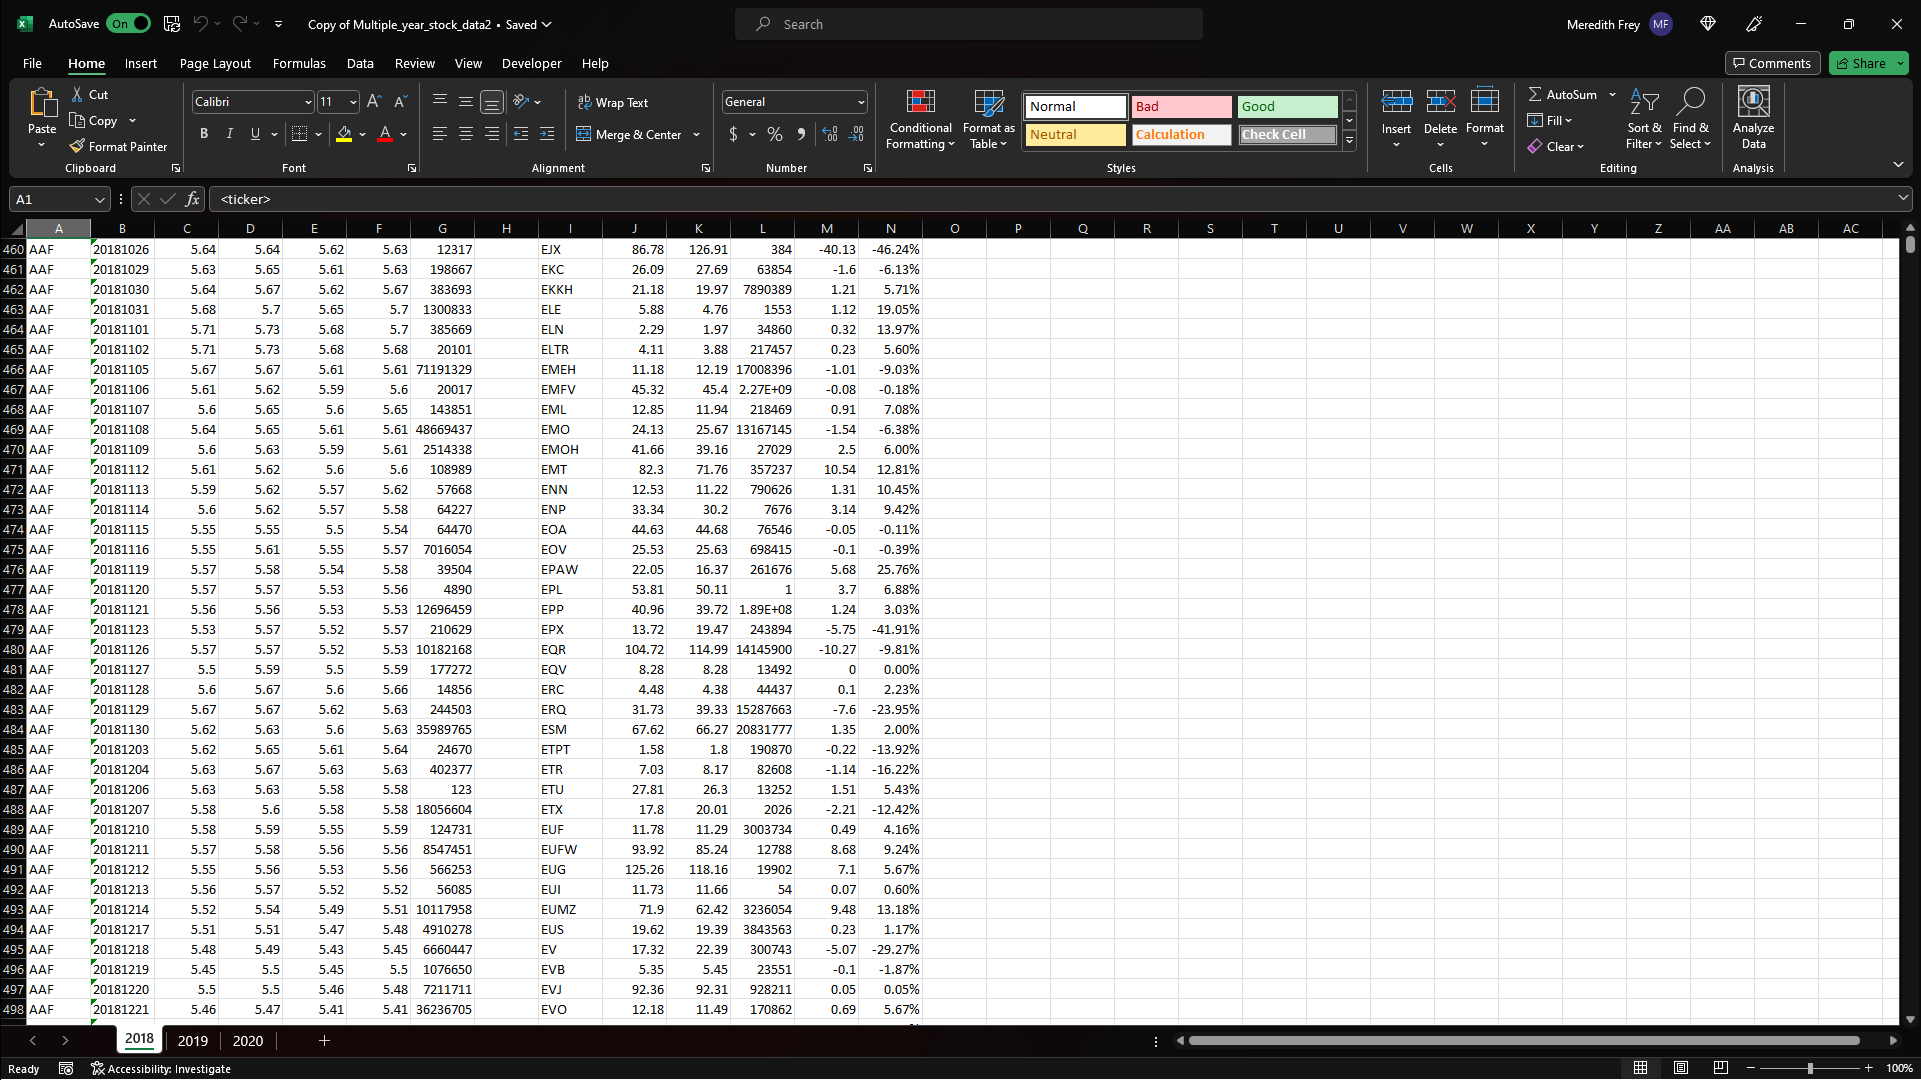 AutoSave On Copy of Multiple_year_stock_data2 • Saved Search Meredith Frey MF
File Home Insert Page Layout Formulas Data Review View Developer Help Comments Share
Paste Cut Copy Format Painter Clipboard
Calibri 11 B I U A Font
Wrap Text Merge & Center Alignment
General $ % Number
Conditional Formatting Format as Table
Normal Bad Good
Neutral Calculation Check Cell
Styles
Insert Delete Format Cells
AutoSum Fill Clear Sort & Filter Find & Select Editing
Analyze Data Analysis
A1 fx <ticker>
A B C D E F G H I J K L M N O P Q R S T U V W X Y Z AA AB AC
460 AAF 20181026 5.64 5.64 5.62 5.63 12317 EJX 86.78 126.91 384 -40.13 -46.24%
461 AAF 20181029 5.63 5.65 5.61 5.63 198667 EKC 26.09 27.69 63854 -1.6 -6.13%
462 AAF 20181030 5.64 5.67 5.62 5.67 383693 EKKH 21.18 19.97 7890389 1.21 5.71%
463 AAF 20181031 5.68 5.7 5.65 5.7 1300833 ELE 5.88 4.76 1553 1.12 19.05%
464 AAF 20181101 5.71 5.73 5.68 5.7 385669 ELN 2.29 1.97 34860 0.32 13.97%
465 AAF 20181102 5.71 5.73 5.68 5.68 20101 ELTR 4.11 3.88 217457 0.23 5.60%
466 AAF 20181105 5.67 5.67 5.61 5.61 71191329 EMEH 11.18 12.19 17008396 -1.01 -9.03%
467 AAF 20181106 5.61 5.62 5.59 5.6 20017 EMFV 45.32 45.4 2.27E+09 -0.08 -0.18%
468 AAF 20181107 5.6 5.65 5.6 5.65 143851 EML 12.85 11.94 218469 0.91 7.08%
469 AAF 20181108 5.64 5.65 5.61 5.61 48669437 EMO 24.13 25.67 13167145 -1.54 -6.38%
470 AAF 20181109 5.6 5.63 5.59 5.61 2514338 EMOH 41.66 39.16 27029 2.5 6.00%
471 AAF 20181112 5.61 5.62 5.6 5.6 108989 EMT 82.3 71.76 357237 10.54 12.81%
472 AAF 20181113 5.59 5.62 5.57 5.62 57668 ENN 12.53 11.22 790626 1.31 10.45%
473 AAF 20181114 5.6 5.62 5.57 5.58 64227 ENP 33.34 30.2 7676 3.14 9.42%
474 AAF 20181115 5.55 5.55 5.5 5.54 64470 EOA 44.63 44.68 76546 -0.05 -0.11%
475 AAF 20181116 5.55 5.61 5.55 5.57 7016054 EOV 25.53 25.63 698415 -0.1 -0.39%
476 AAF 20181119 5.57 5.58 5.54 5.58 39504 EPAW 22.05 16.37 261676 5.68 25.76%
477 AAF 20181120 5.57 5.57 5.53 5.56 4890 EPL 53.81 50.11 1 3.7 6.88%
478 AAF 20181121 5.56 5.56 5.53 5.53 12696459 EPP 40.96 39.72 1.89E+08 1.24 3.03%
479 AAF 20181123 5.53 5.57 5.52 5.57 210629 EPX 13.72 19.47 243894 -5.75 -41.91%
480 AAF 20181126 5.57 5.57 5.52 5.53 10182168 EQR 104.72 114.99 14145900 -10.27 -9.81%
481 AAF 20181127 5.5 5.59 5.5 5.59 177272 EQV 8.28 8.28 13492 0 0.00%
482 AAF 20181128 5.6 5.67 5.6 5.66 14856 ERC 4.48 4.38 44437 0.1 2.23%
483 AAF 20181129 5.67 5.67 5.62 5.63 244503 ERQ 31.73 39.33 15287663 -7.6 -23.95%
484 AAF 20181130 5.62 5.63 5.6 5.63 35989765 ESM 67.62 66.27 20831777 1.35 2.00%
485 AAF 20181203 5.62 5.65 5.61 5.64 24670 ETPT 1.58 1.8 190870 -0.22 -13.92%
486 AAF 20181204 5.63 5.67 5.63 5.63 402377 ETR 7.03 8.17 82608 -1.14 -16.22%
487 AAF 20181206 5.63 5.63 5.58 5.58 123 ETU 27.81 26.3 13252 1.51 5.43%
488 AAF 20181207 5.58 5.6 5.58 5.58 18056604 ETX 17.8 20.01 2026 -2.21 -12.42%
489 AAF 20181210 5.58 5.59 5.55 5.59 124731 EUF 11.78 11.29 3003734 0.49 4.16%
490 AAF 20181211 5.57 5.58 5.56 5.56 8547451 EUFW 93.92 85.24 12788 8.68 9.24%
491 AAF 20181212 5.55 5.56 5.53 5.56 566253 EUG 125.26 118.16 19902 7.1 5.67%
492 AAF 20181213 5.56 5.57 5.52 5.52 56085 EUI 11.73 11.66 54 0.07 0.60%
493 AAF 20181214 5.52 5.54 5.49 5.51 10117958 EUMZ 71.9 62.42 3236054 9.48 13.18%
494 AAF 20181217 5.51 5.51 5.47 5.48 4910278 EUS 19.62 19.39 3843563 0.23 1.17%
495 AAF 20181218 5.48 5.49 5.43 5.45 6660447 EV 17.32 22.39 300743 -5.07 -29.27%
496 AAF 20181219 5.45 5.5 5.45 5.5 1076650 EVB 5.35 5.45 23551 -0.1 -1.87%
497 AAF 20181220 5.5 5.5 5.46 5.48 7211711 EVJ 92.36 92.31 928211 0.05 0.05%
498 AAF 20181221 5.46 5.47 5.41 5.41 36236705 EVO 12.18 11.49 170862 0.69 5.67%
2018 2019 2020
Ready Accessibility: Investigate 100%